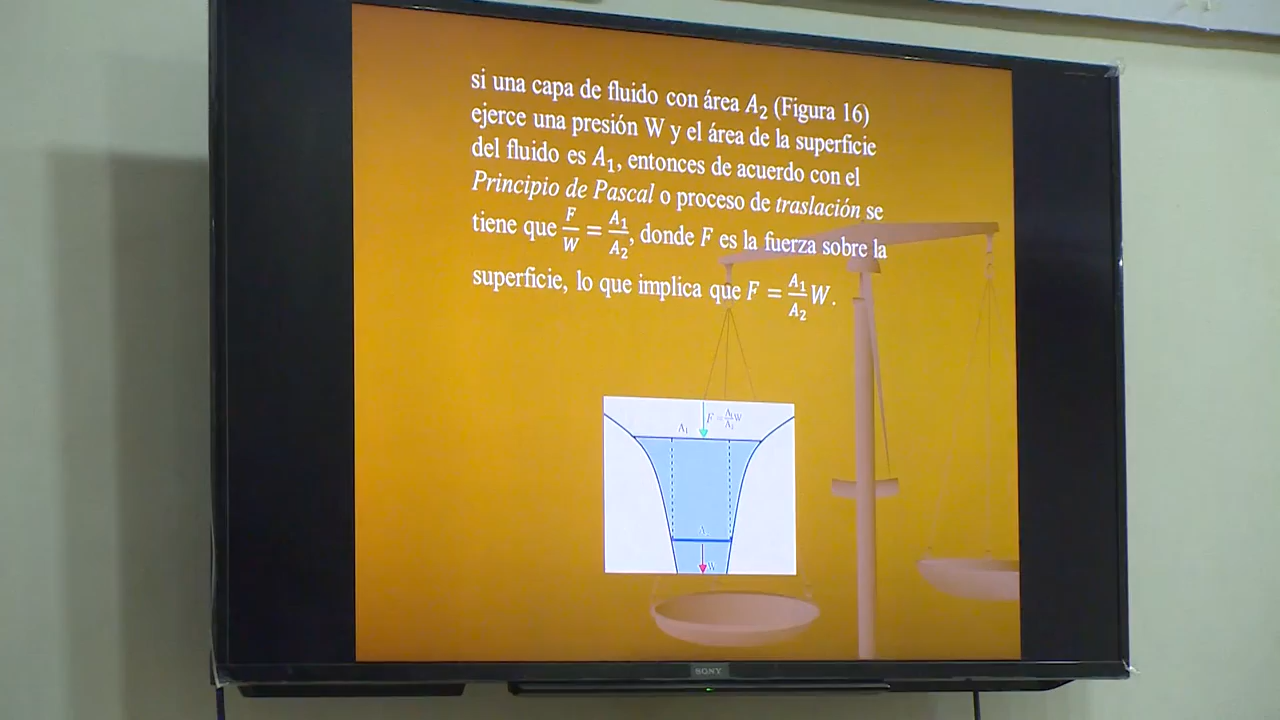 si una capa de fluido con área A₂ (Figura 16)
ejerce una presión W y el área de la superficie
del fluido es A₁, entonces de acuerdo con el
Principio de Pascal o proceso de traslación se
tiene que F/W = A₁/A₂, donde F es la fuerza sobre la
superficie, lo que implica que F = A₁/A₂ W.
F = A₁/A₂ W
A₁
A
W
SONY